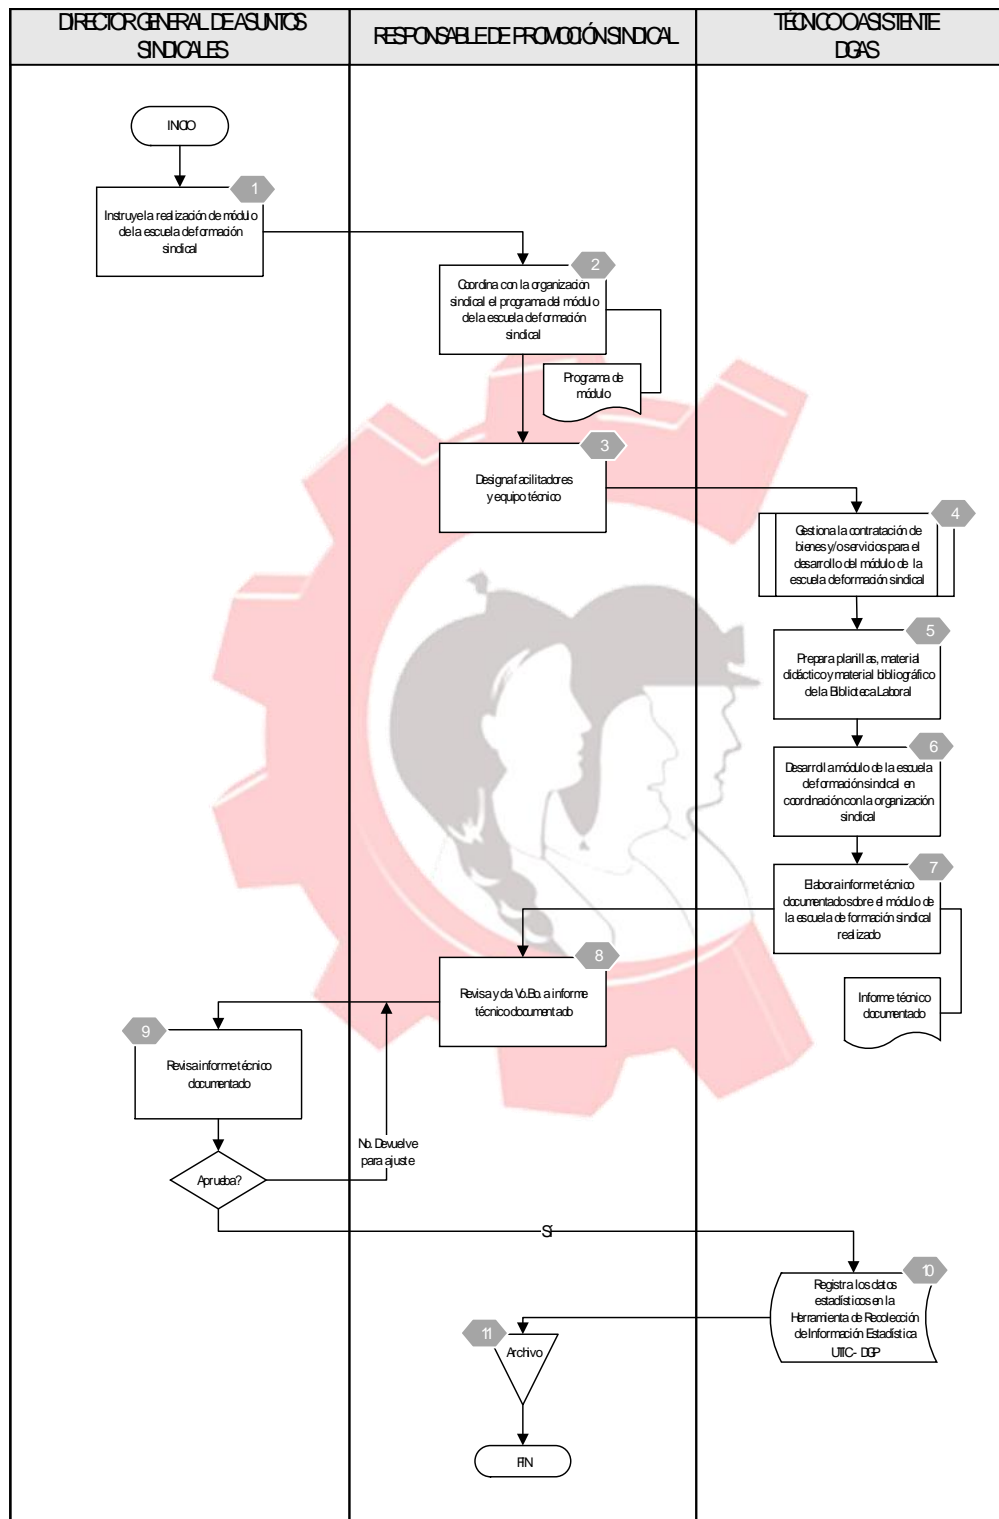 DIRECTOR GENERAL DE ASUNTOS
SINDICALES
RESPONSABLE DE PROMOCIÓN SINDICAL
TÉCNICO O ASISTENTE
DGAS
INICIO
1
Instruye la realización de módulo
de la escuela de formación
sindical
2
Coordina con la organización
sindical el programa del módulo
de la escuela de formación
sindical
Programa de
módulo
3
Designa facilitadores
y equipo técnico
4
Gestiona la contratación de
bienes y/o servicios para el
desarrollo del módulo de la
escuela de formación sindical
5
Prepara planillas, material
didáctico y material bibliográfico
de la Biblioteca Laboral
6
Desarrolla módulo de la escuela
de formación sindical en
coordinación con la organización
sindical
7
Elabora informe técnico
documentado sobre el módulo de
la escuela de formación sindical
realizado
Informe técnico
documentado
8
Revisa y da Vo.Bo. a informe
técnico documentado
9
Revisa informe técnico
documentado
No. Devuelve
para ajuste
Aprueba?
Sí
10
Registra los datos
estadísticos en la
Herramienta de Recolección
de Información Estadística
UTIC - DGP
11
Archivo
FIN